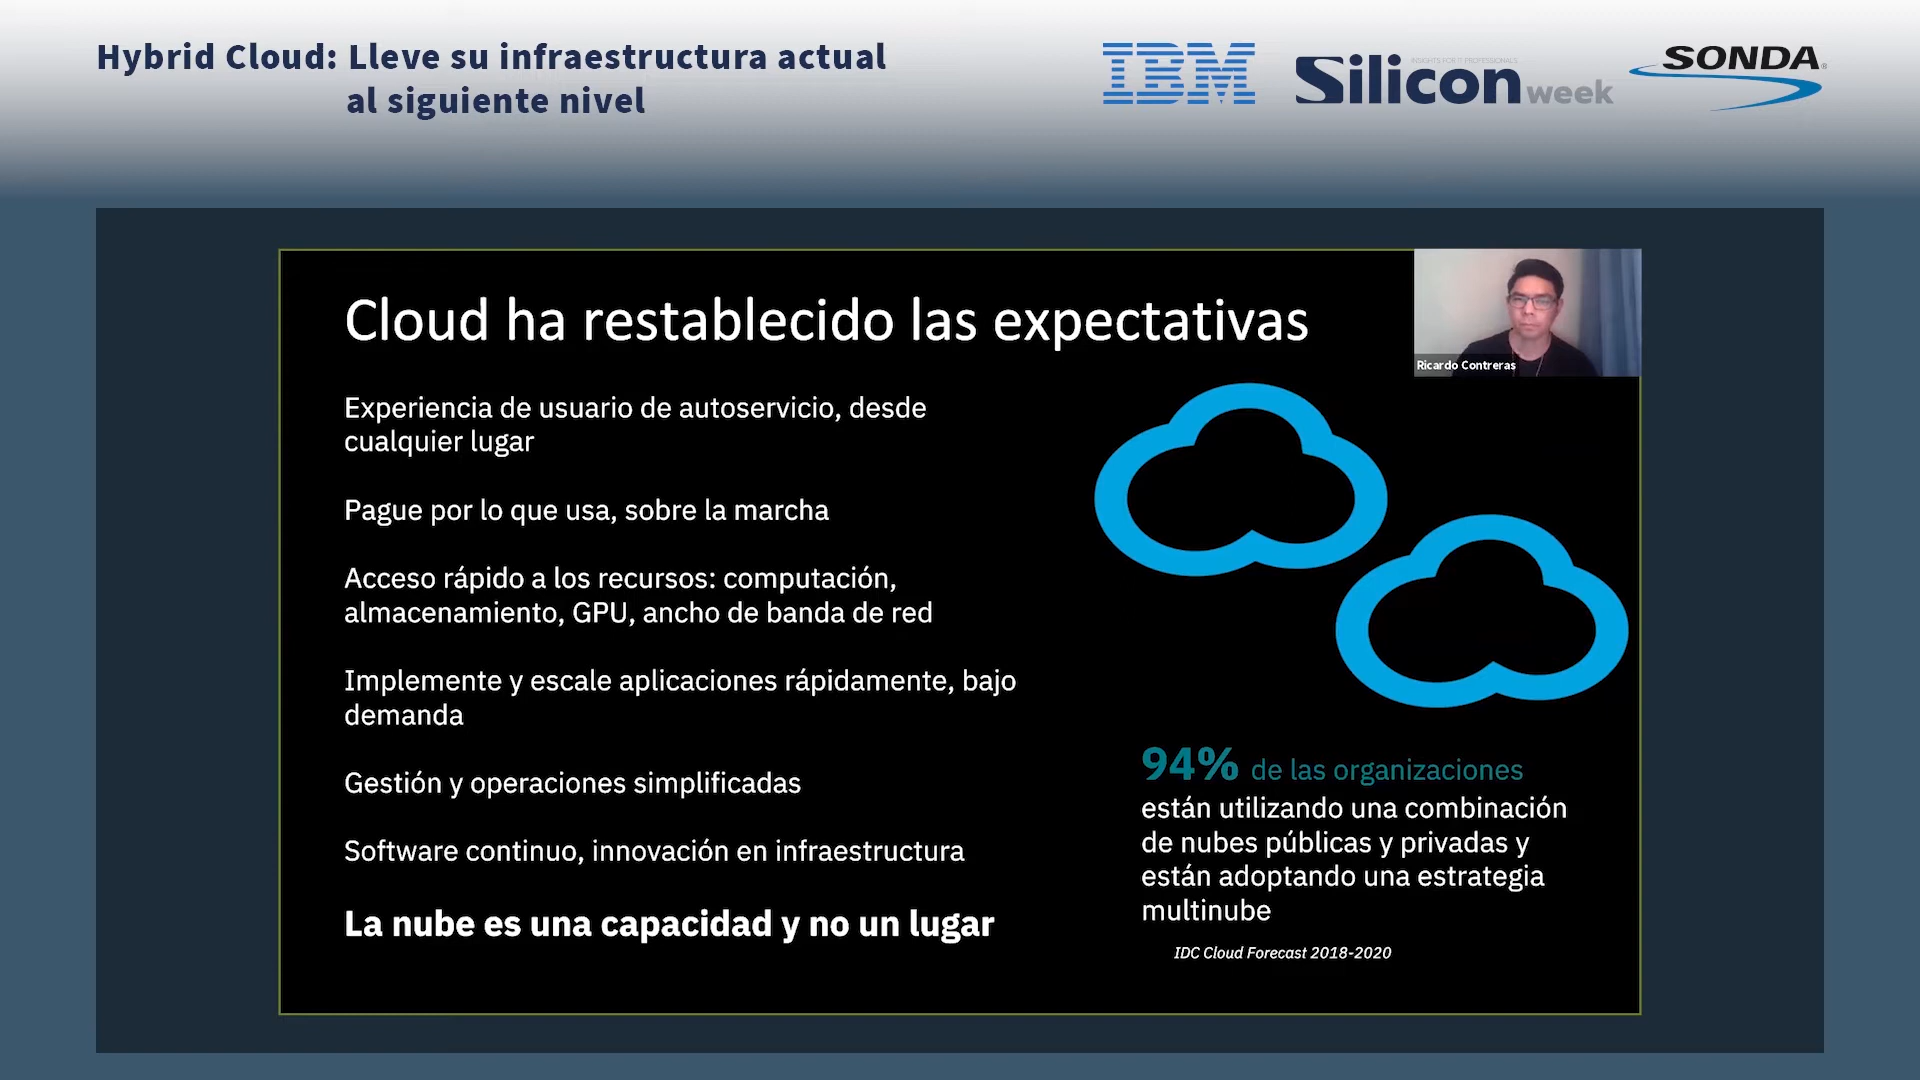 Hybrid Cloud: Lleve su infraestructura actual
al siguiente nivel
IBM
INSIGHTS FOR IT PROFESSIONALS
Silicon week
SONDA®
Cloud ha restablecido las expectativas
Ricardo Contreras
Experiencia de usuario de autoservicio, desde
cualquier lugar
Pague por lo que usa, sobre la marcha
Acceso rápido a los recursos: computación,
almacenamiento, GPU, ancho de banda de red
Implemente y escale aplicaciones rápidamente, bajo
demanda
Gestión y operaciones simplificadas
Software continuo, innovación en infraestructura
La nube es una capacidad y no un lugar
94% de las organizaciones
están utilizando una combinación
de nubes públicas y privadas y
están adoptando una estrategia
multinube
IDC Cloud Forecast 2018-2020